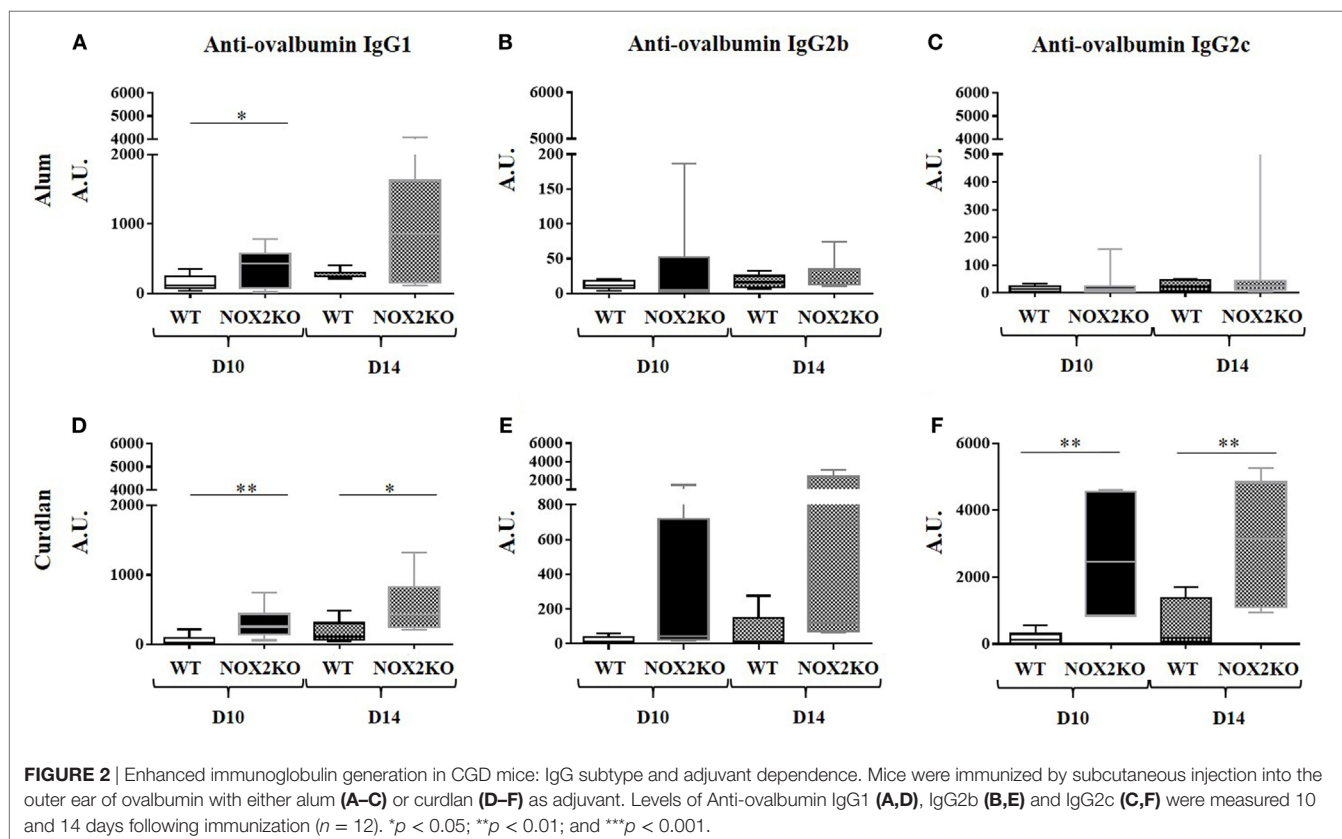 A Anti-ovalbumin IgG1
B Anti-ovalbumin IgG2b
C Anti-ovalbumin IgG2c
Alum
A.U.
6000
5000
4000
2000
1000
0
*
WT NOX2KO WT NOX2KO
D10 D14
A.U.
6000
5000
200
150
100
50
0
WT NOX2KO WT NOX2KO
D10 D14
A.U.
6000
5000
4000
500
400
300
200
100
0
WT NOX2KO WT NOX2KO
D10 D14
D
Curdlan
A.U.
6000
5000
4000
2000
1000
0
** *
WT NOX2KO WT NOX2KO
D10 D14
E
A.U.
6000
4000
2000
800
600
400
200
0
WT NOX2KO WT NOX2KO
D10 D14
F
A.U.
6000
4000
2000
0
** **
WT NOX2KO WT NOX2KO
D10 D14
FIGURE 2 | Enhanced immunoglobulin generation in CGD mice: IgG subtype and adjuvant dependence. Mice were immunized by subcutaneous injection into the
outer ear of ovalbumin with either alum (A–C) or curdlan (D–F) as adjuvant. Levels of Anti-ovalbumin IgG1 (A,D), IgG2b (B,E) and IgG2c (C,F) were measured 10
and 14 days following immunization (n = 12). *p < 0.05; **p < 0.01; and ***p < 0.001.